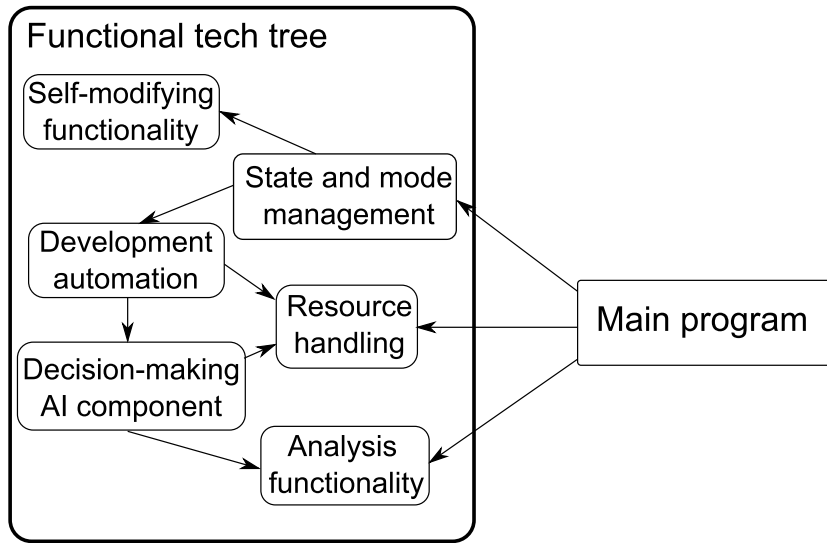 Functional tech tree
Self-modifying
functionality
State and mode
management
Development
automation
Resource
handling
Main program
Decision-making
AI component
Analysis
functionality